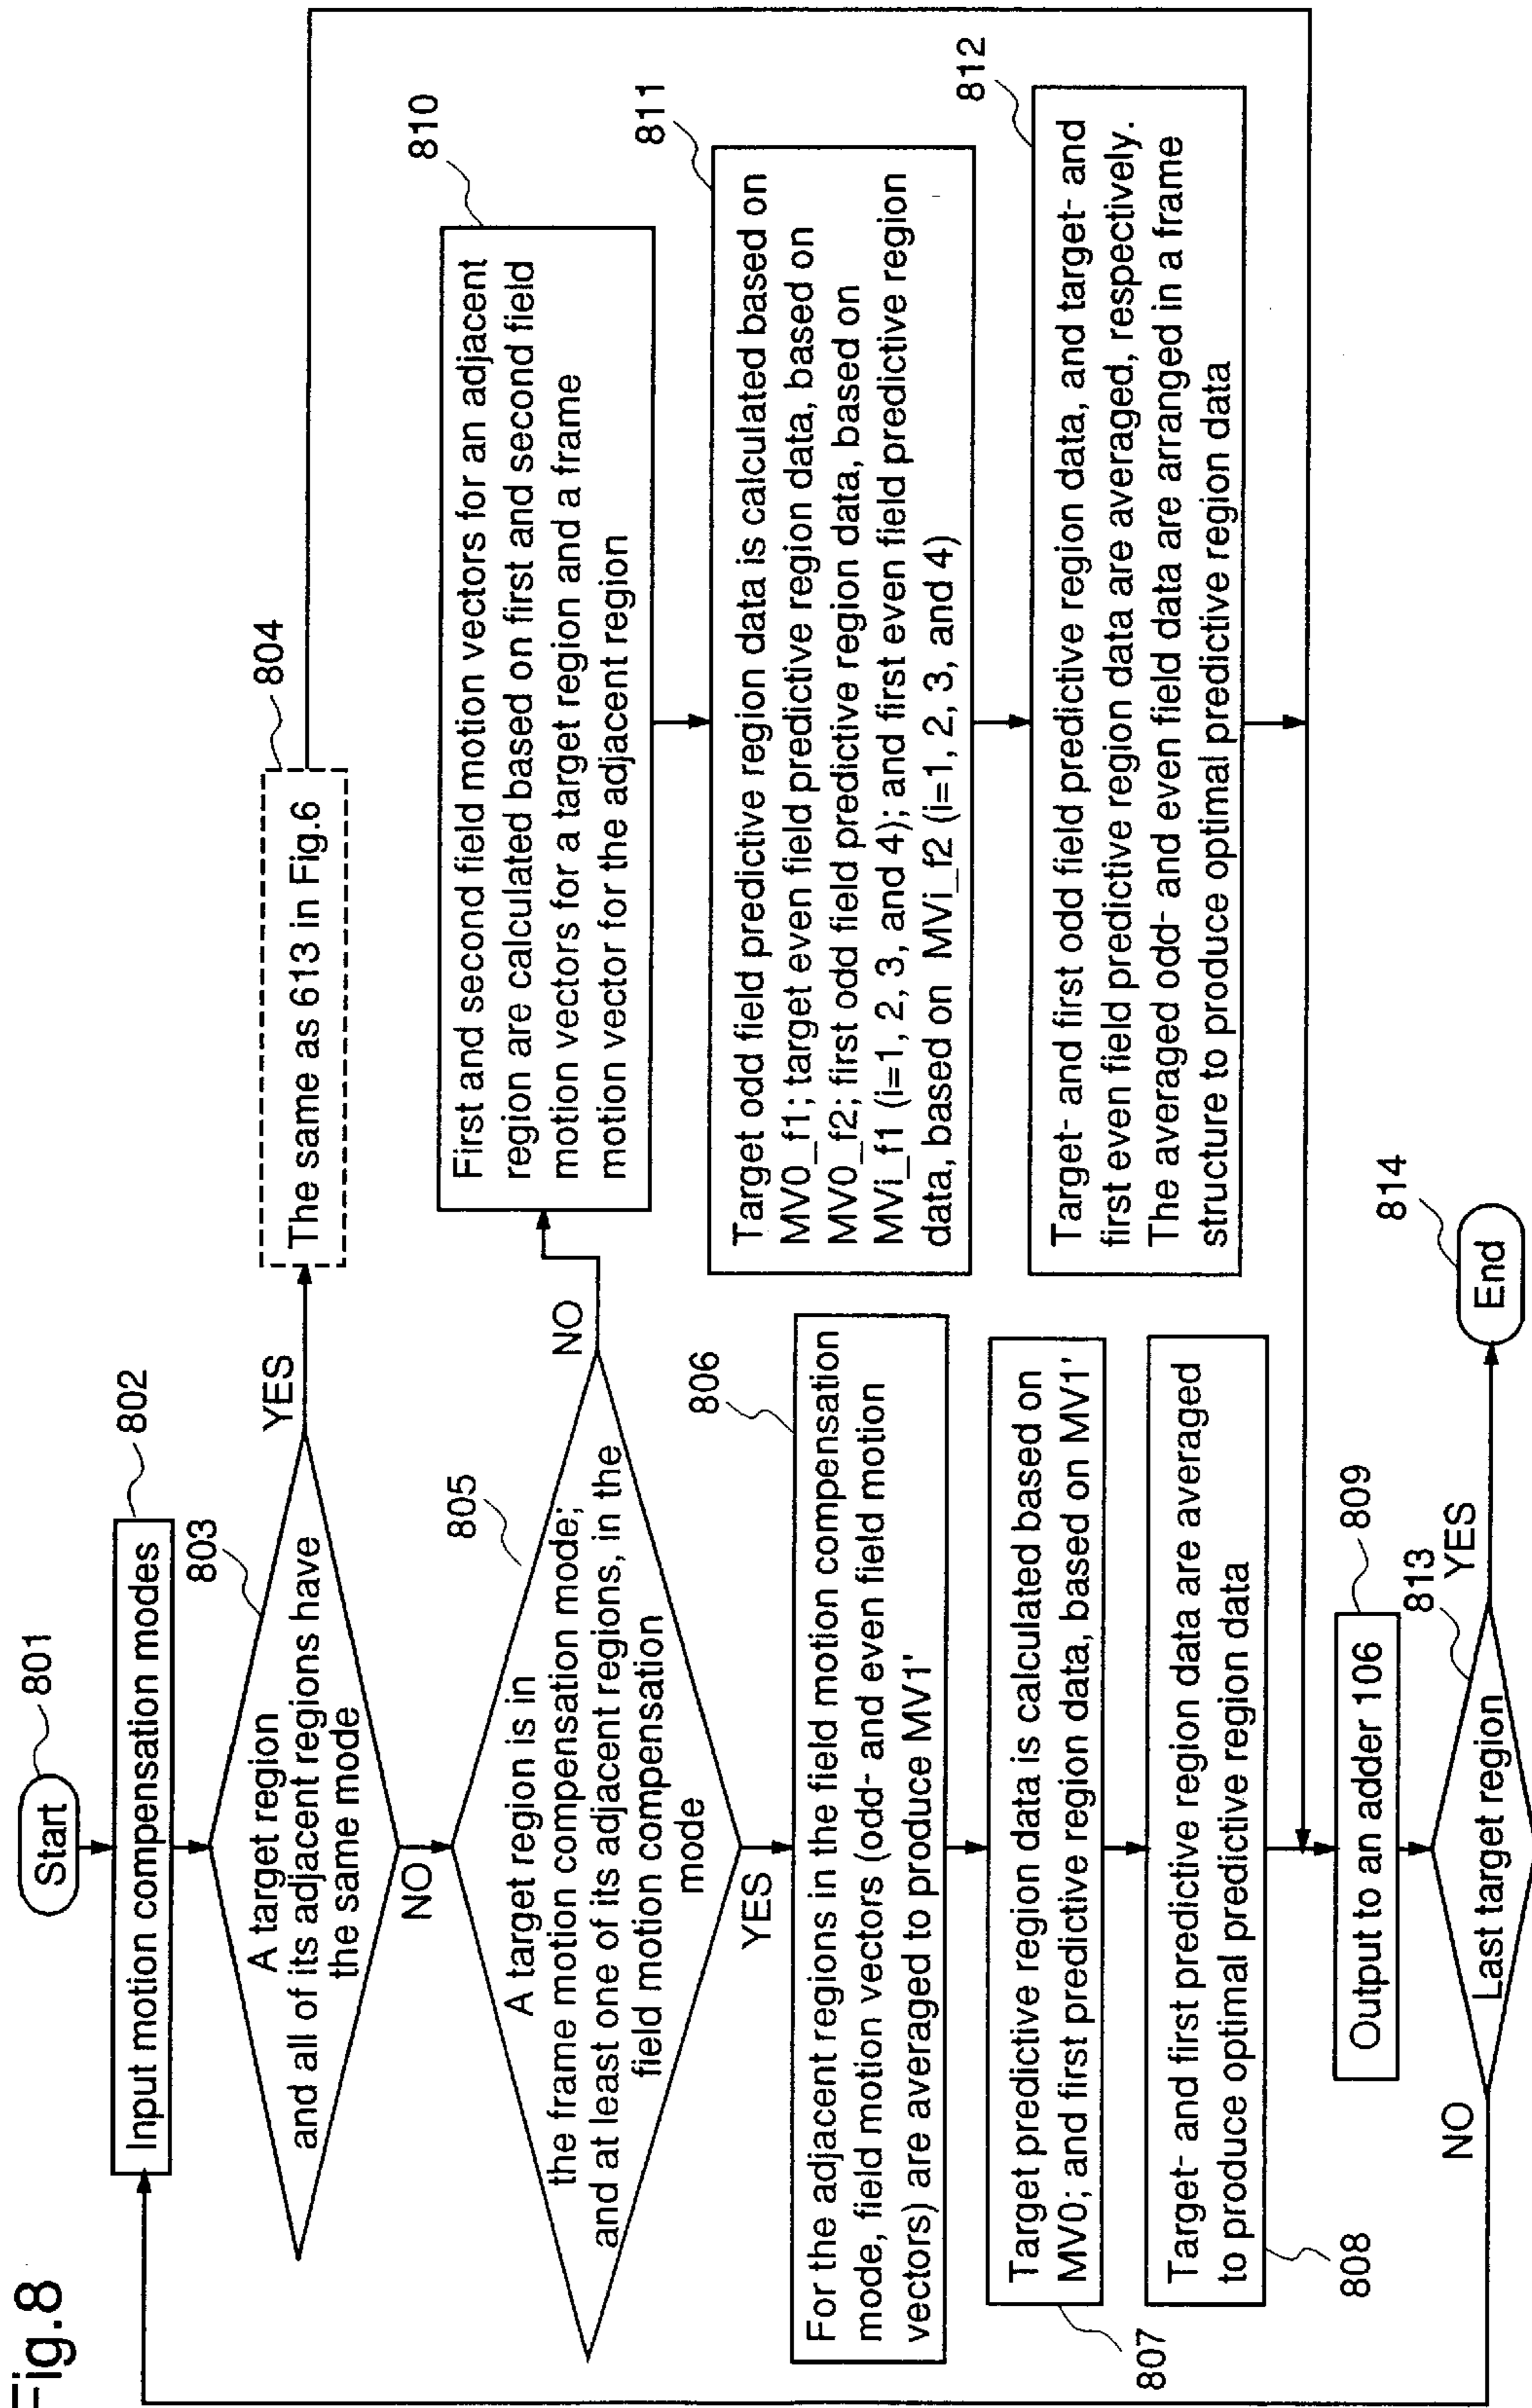 Fig.8
Start
801
Input motion compensation modes
802
A target region
and all of its adjacent regions have
the same mode
803
YES
The same as 613 in Fig.6
804
NO
A target region is in
the frame motion compensation mode;
and at least one of its adjacent regions, in the
field motion compensation
mode
805
NO
First and second field motion vectors for an adjacent
region are calculated based on first and second field
motion vectors for a target region and a frame
motion vector for the adjacent region
810
YES
For the adjacent regions in the field motion compensation
mode, field motion vectors (odd- and even field motion
vectors) are averaged to produce MV1'
806
Target odd field predictive region data is calculated based on
MV0_f1; target even field predictive region data, based on
MV0_f2; first odd field predictive region data, based on
MVi_f1 (i=1, 2, 3, and 4); and first even field predictive region
data, based on MVi_f2 (i=1, 2, 3, and 4)
811
Target predictive region data is calculated based on
MV0; and first predictive region data, based on MV1'
807
Target- and first odd field predictive region data, and target- and
first even field predictive region data are averaged, respectively.
The averaged odd- and even field data are arranged in a frame
structure to produce optimal predictive region data
812
Target- and first predictive region data are averaged
to produce optimal predictive region data
808
Output to an adder 106
809
Last target region
813
NO
YES
End
814